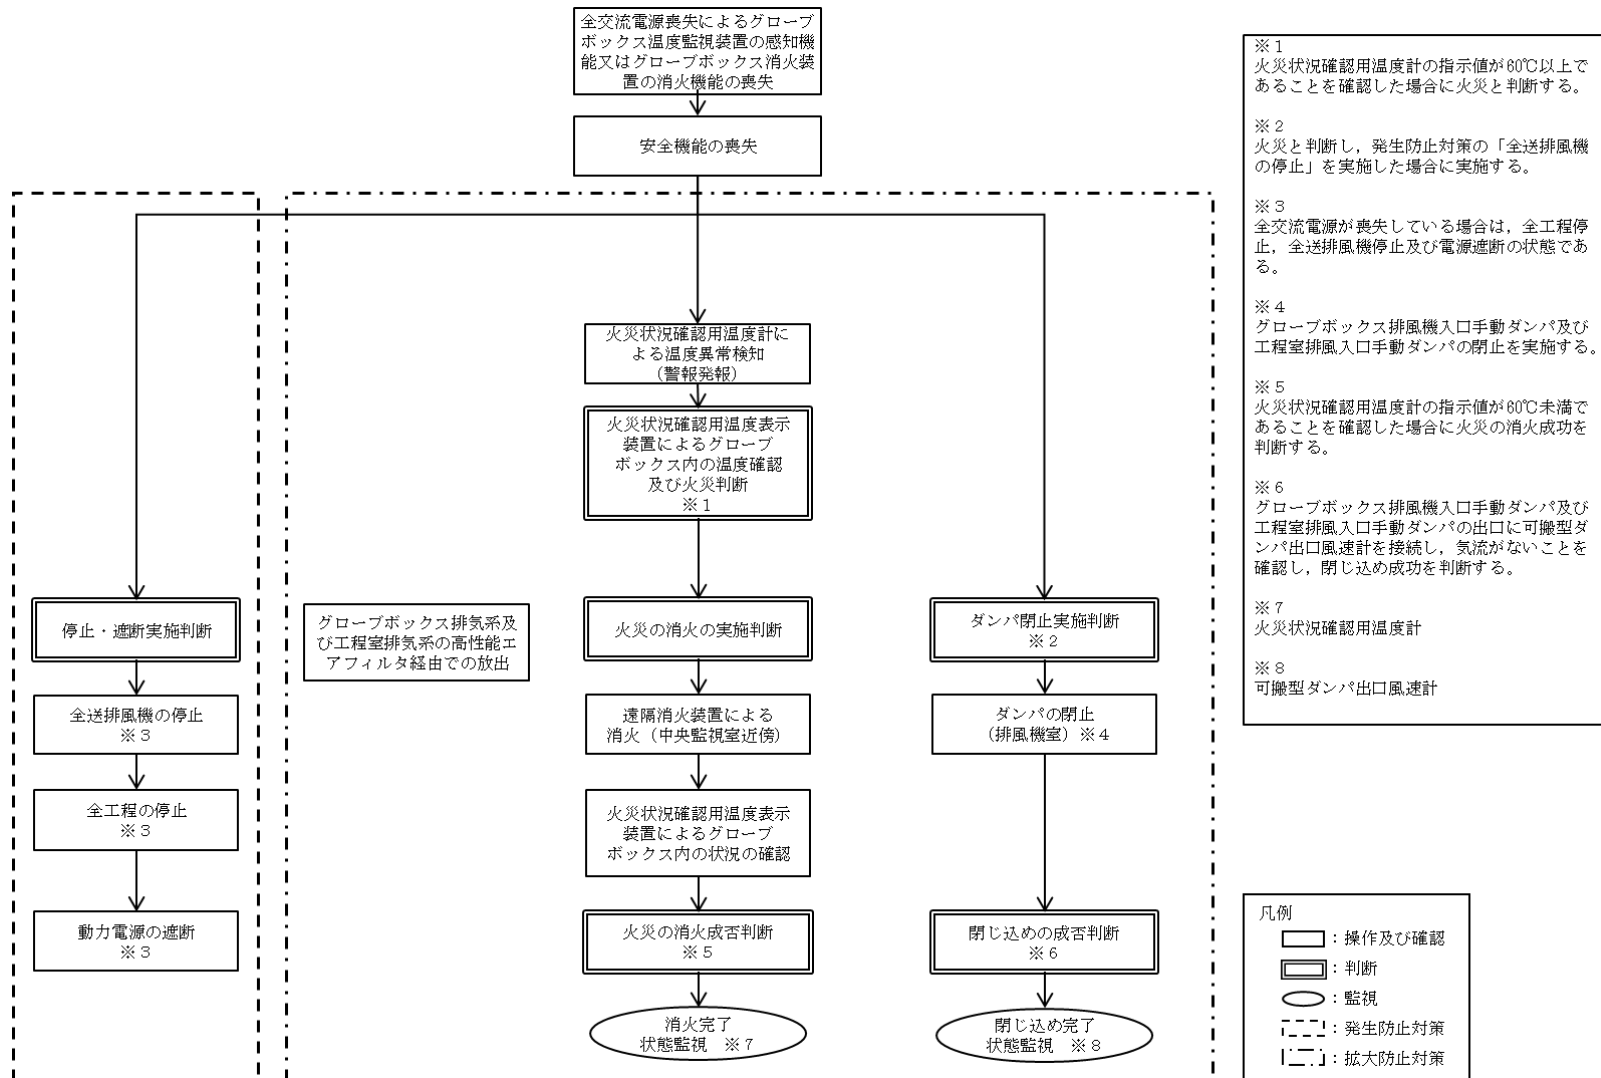 全交流電源喪失によるグローブ
ボックス温度監視装置の感知機
能又はグローブボックス消火装
置の消火機能の喪失
安全機能の喪失
火災状況確認用温度計に
よる温度異常検知
（警報発報）
火災状況確認用温度表示
装置によるグローブ
ボックス内の温度確認
及び火災判断
※１
停止・遮断実施判断
全送排風機の停止
※３
全工程の停止
※３
動力電源の遮断
※３
グローブボックス排気系及
び工程室排気系の高性能エ
アフィルタ経由での放出
火災の消火の実施判断
遠隔消火装置による
消火（中央監視室近傍）
火災状況確認用温度表示
装置によるグローブ
ボックス内の状況の確認
火災の消火成否判断
※５
消火完了
状態監視　※７
ダンパ閉止実施判断
※２
ダンパの閉止
（排風機室）※４
閉じ込めの成否判断
※６
閉じ込め完了
状態監視　※８
※１
火災状況確認用温度計の指示値が60℃以上で
あることを確認した場合に火災と判断する。
※２
火災と判断し，発生防止対策の「全送排風機
の停止」を実施した場合に実施する。
※３
全交流電源が喪失している場合は，全工程停
止，全送排風機停止及び電源遮断の状態であ
る。
※４
グローブボックス排風機入口手動ダンパ及び
工程室排風入口手動ダンパの閉止を実施する。
※５
火災状況確認用温度計の指示値が60℃未満で
あることを確認した場合に火災の消火成功を
判断する。
※６
グローブボックス排風機入口手動ダンパ及び
工程室排風入口手動ダンパの出口に可搬型ダ
ンパ出口風速計を接続し，気流がないことを
確認し，閉じ込め成功を判断する。
※７
火災状況確認用温度計
※８
可搬型ダンパ出口風速計
凡例
：操作及び確認
：判断
：監視
：発生防止対策
：拡大防止対策